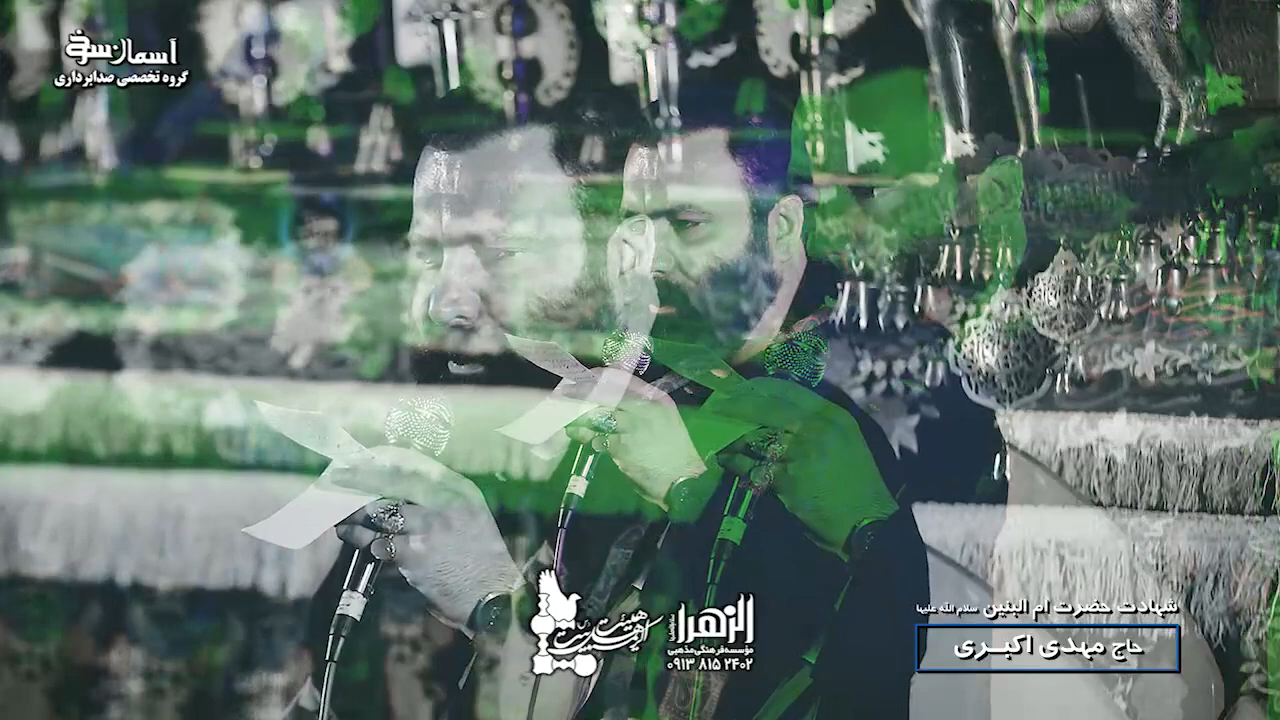 آسمان سرخ
گروه تخصصی صدابرداری
شهادت حضرت ام البنین سلام الله علیها
حاج مهدی اکبری
الزهرا
مؤسسه فرهنگی مذهبی
۰۹۱۳ ۸۱۵ ۲۴۰۲
هیئت